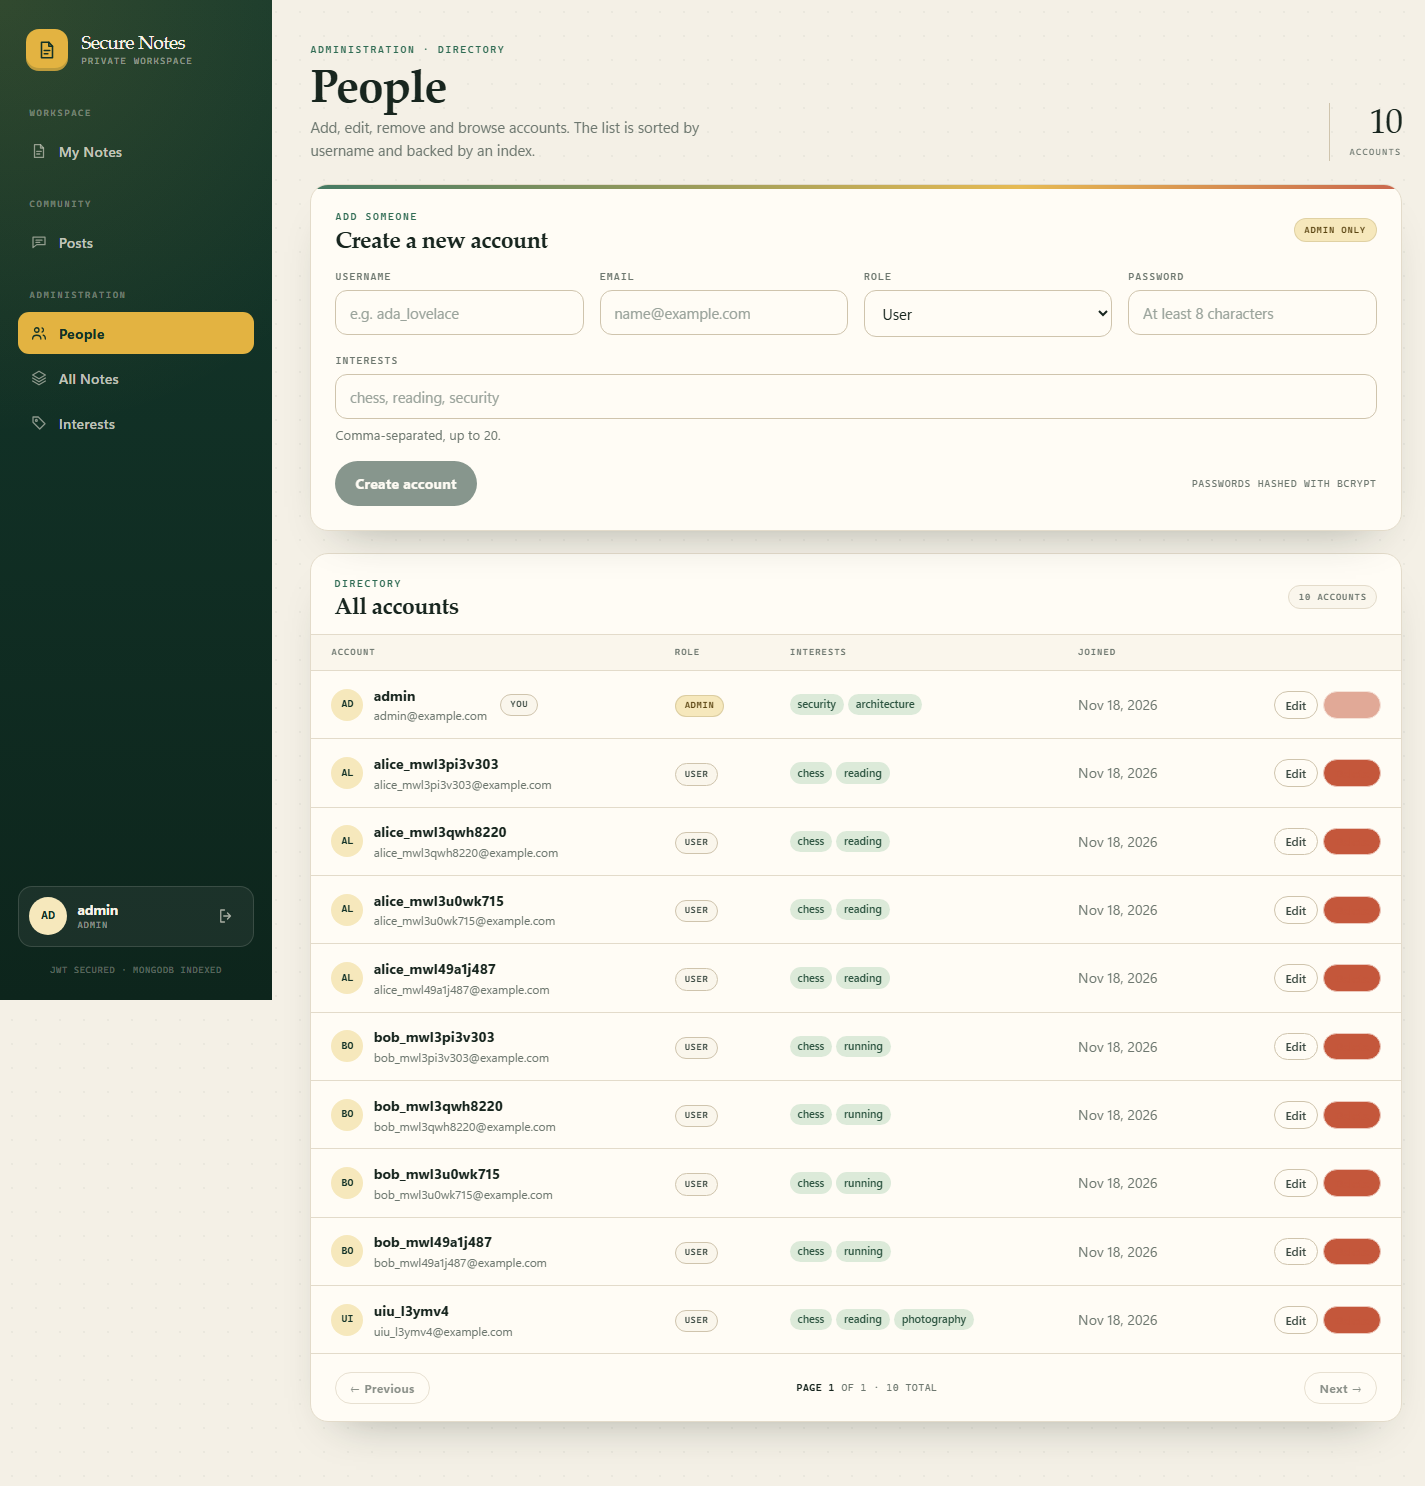 Secure Notes
PRIVATE WORKSPACE
WORKSPACE
My Notes
COMMUNITY
Posts
ADMINISTRATION
People
All Notes
Interests
AD
admin
ADMIN
JWT SECURED · MONGODB INDEXED
ADMINISTRATION · DIRECTORY
People
Add, edit, remove and browse accounts. The list is sorted by
username and backed by an index.
10
ACCOUNTS
ADD SOMEONE
Create a new account
ADMIN ONLY
USERNAME EMAIL ROLE PASSWORD
e.g. ada_lovelace name@example.com User At least 8 characters
INTERESTS
chess, reading, security
Comma-separated, up to 20.
Create account PASSWORDS HASHED WITH BCRYPT
DIRECTORY
All accounts
10 ACCOUNTS
ACCOUNT ROLE INTERESTS JOINED
AD admin YOU ADMIN security architecture Nov 18, 2026 Edit
admin@example.com
AL alice_mwl3pi3v303 USER chess reading Nov 18, 2026 Edit
alice_mwl3pi3v303@example.com
AL alice_mwl3qwh8220 USER chess reading Nov 18, 2026 Edit
alice_mwl3qwh8220@example.com
AL alice_mwl3u0wk715 USER chess reading Nov 18, 2026 Edit
alice_mwl3u0wk715@example.com
AL alice_mwl49a1j487 USER chess reading Nov 18, 2026 Edit
alice_mwl49a1j487@example.com
BO bob_mwl3pi3v303 USER chess running Nov 18, 2026 Edit
bob_mwl3pi3v303@example.com
BO bob_mwl3qwh8220 USER chess running Nov 18, 2026 Edit
bob_mwl3qwh8220@example.com
BO bob_mwl3u0wk715 USER chess running Nov 18, 2026 Edit
bob_mwl3u0wk715@example.com
BO bob_mwl49a1j487 USER chess running Nov 18, 2026 Edit
bob_mwl49a1j487@example.com
UI uiu_l3ymv4 USER chess reading photography Nov 18, 2026 Edit
uiu_l3ymv4@example.com
← Previous PAGE 1 OF 1 · 10 TOTAL Next →